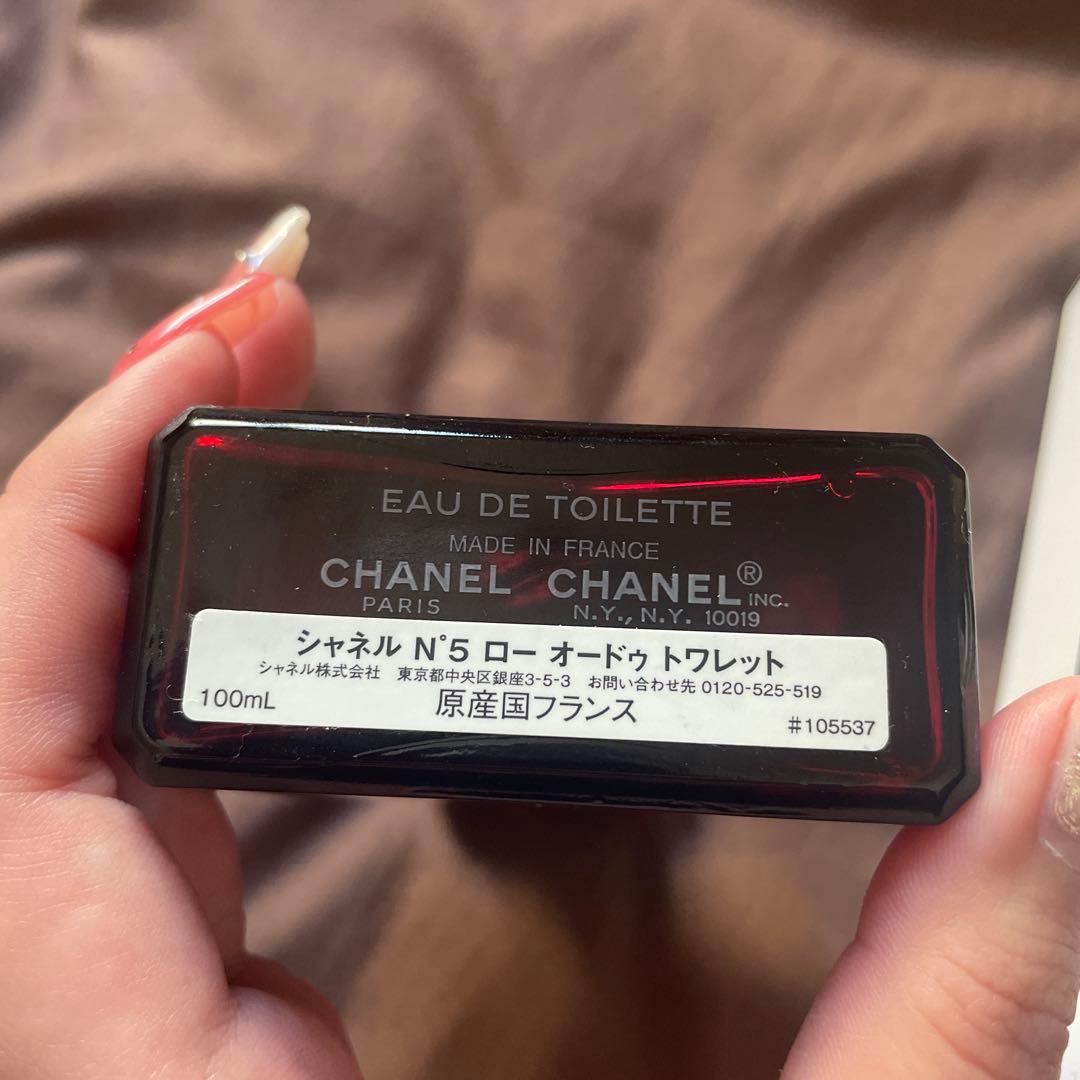 EAU DE TOILETTE
MADE IN FRANCE
CHANEL CHANEL® INC.
PARIS N.Y., N.Y. 10019
シャネル N°5 ロー オードゥ トワレット
シャネル株式会社 東京都中央区銀座3-5-3 お問い合わせ先 0120-525-519
100mL 原産国フランス #105537